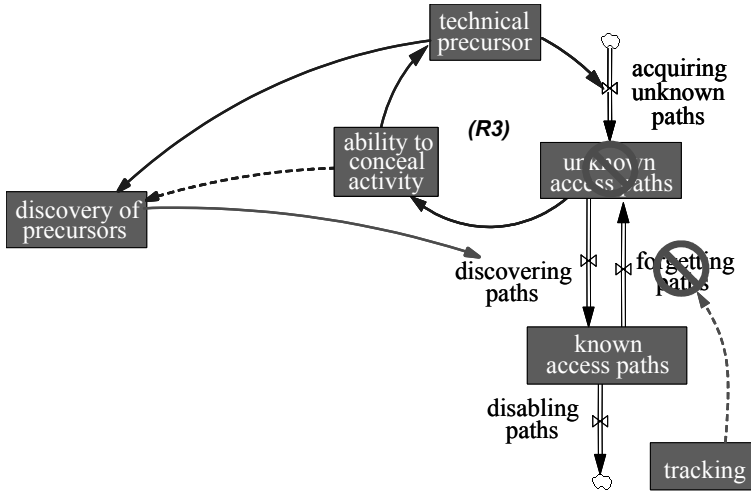 technical
precursor
acquiring
unknown
paths
(R3)
ability to
conceal
activity
unknown
access paths
discovery of
precursors
discovering
paths
forgetting
paths
known
access paths
disabling
paths
tracking